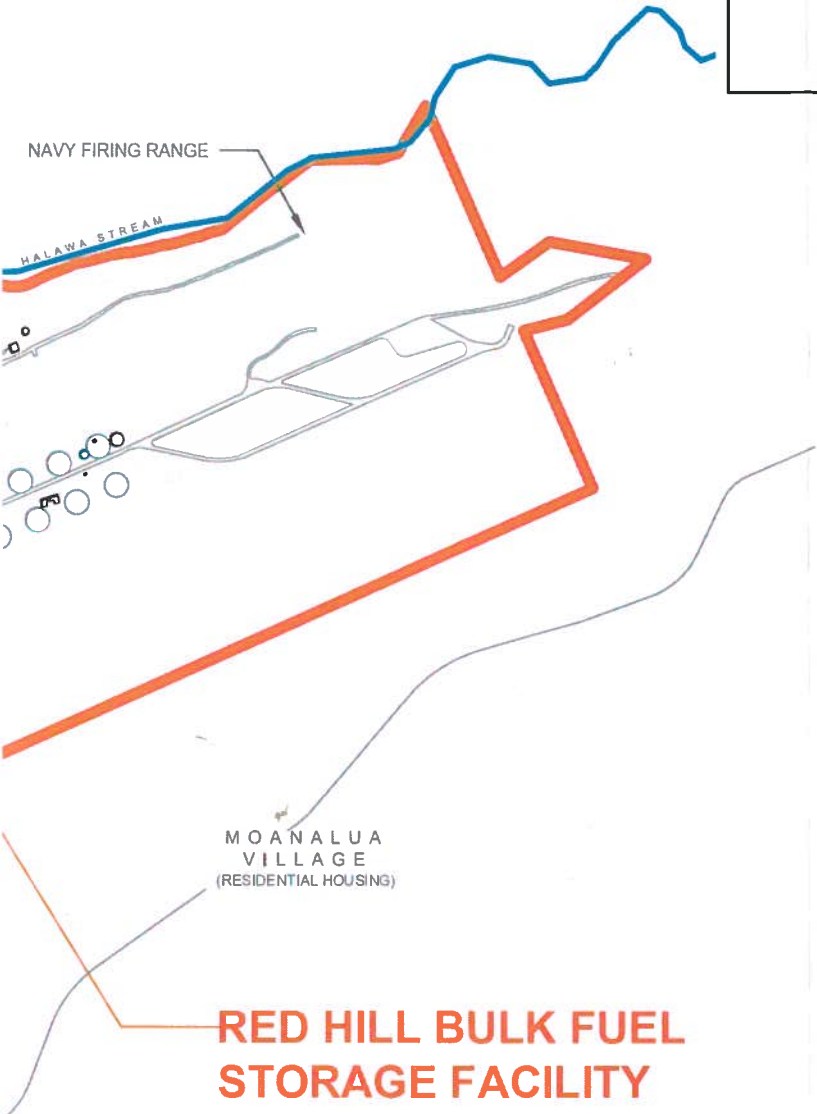 NAVY FIRING RANGE
HALAWA STREAM
MOANALUA
VILLAGE
(RESIDENTIAL HOUSING)
RED HILL BULK FUEL
STORAGE FACILITY